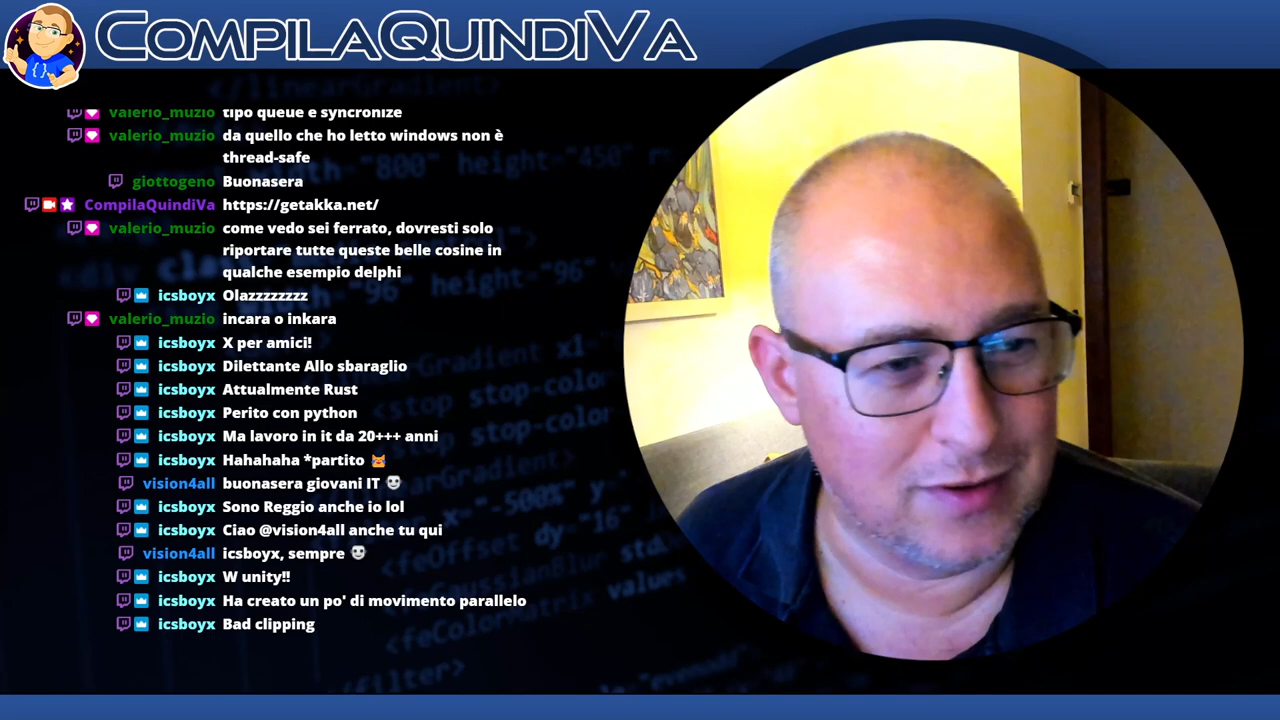 COMPILAQUINDIVA
{}
</linearGradient>
valerio_muzio tipo queue e syncronize
valerio_muzio da quello che ho letto windows non è
thread-safe
giottogeno Buonasera
CompilaQuindiVa https://getakka.net/
valerio_muzio come vedo sei ferrato, dovresti solo
riportare tutte queste belle cosine in
qualche esempio delphi
icsboyx Olazzzzzzzz
valerio_muzio incara o inkara
icsboyx X per amici!
icsboyx Dilettante Allo sbaraglio
icsboyx Attualmente Rust
icsboyx Perito con python
icsboyx Ma lavoro in it da 20+++ anni
icsboyx Hahahaha *partito 😹
vision4all buonasera giovani IT 💀
icsboyx Sono Reggio anche io lol
icsboyx Ciao @vision4all anche tu qui
vision4all icsboyx, sempre 💀
icsboyx W unity!!
icsboyx Ha creato un po' di movimento parallelo
icsboyx Bad clipping
</filter>